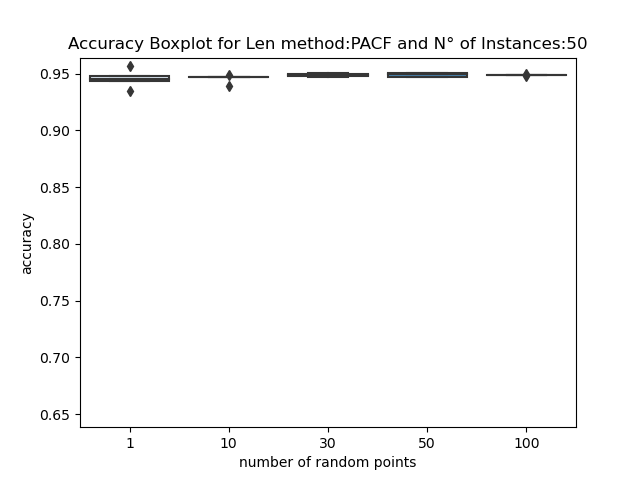 Accuracy Boxplot for Len method:PACF and N° of Instances:50
0.95
0.90
0.85
0.80
0.75
0.70
0.65
accuracy
1 10 30 50 100
number of random points